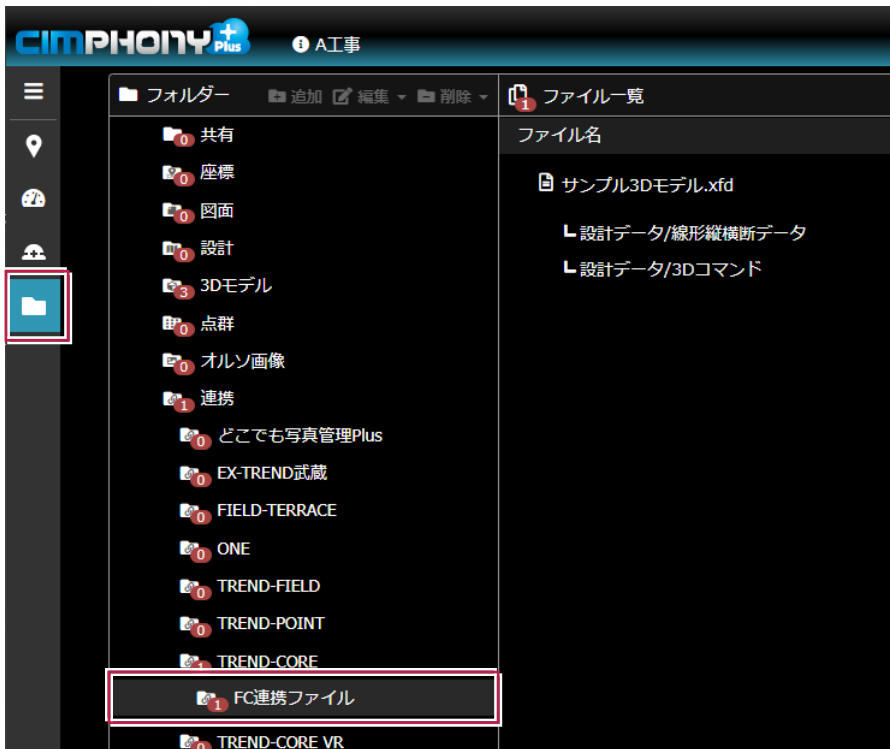 CIMPHONY Plus
A工事
フォルダー 追加 編集 削除
1 ファイル一覧
ファイル名
0 共有
0 座標
0 図面
0 設計
3 3Dモデル
0 点群
0 オルソ画像
1 連携
0 どこでも写真管理Plus
0 EX-TREND武蔵
0 FIELD-TERRACE
0 ONE
0 TREND-FIELD
0 TREND-POINT
1 TREND-CORE
1 FC連携ファイル
0 TREND-CORE VR
サンプル3Dモデル.xfd
設計データ/線形縦横断データ
設計データ/3Dコマンド